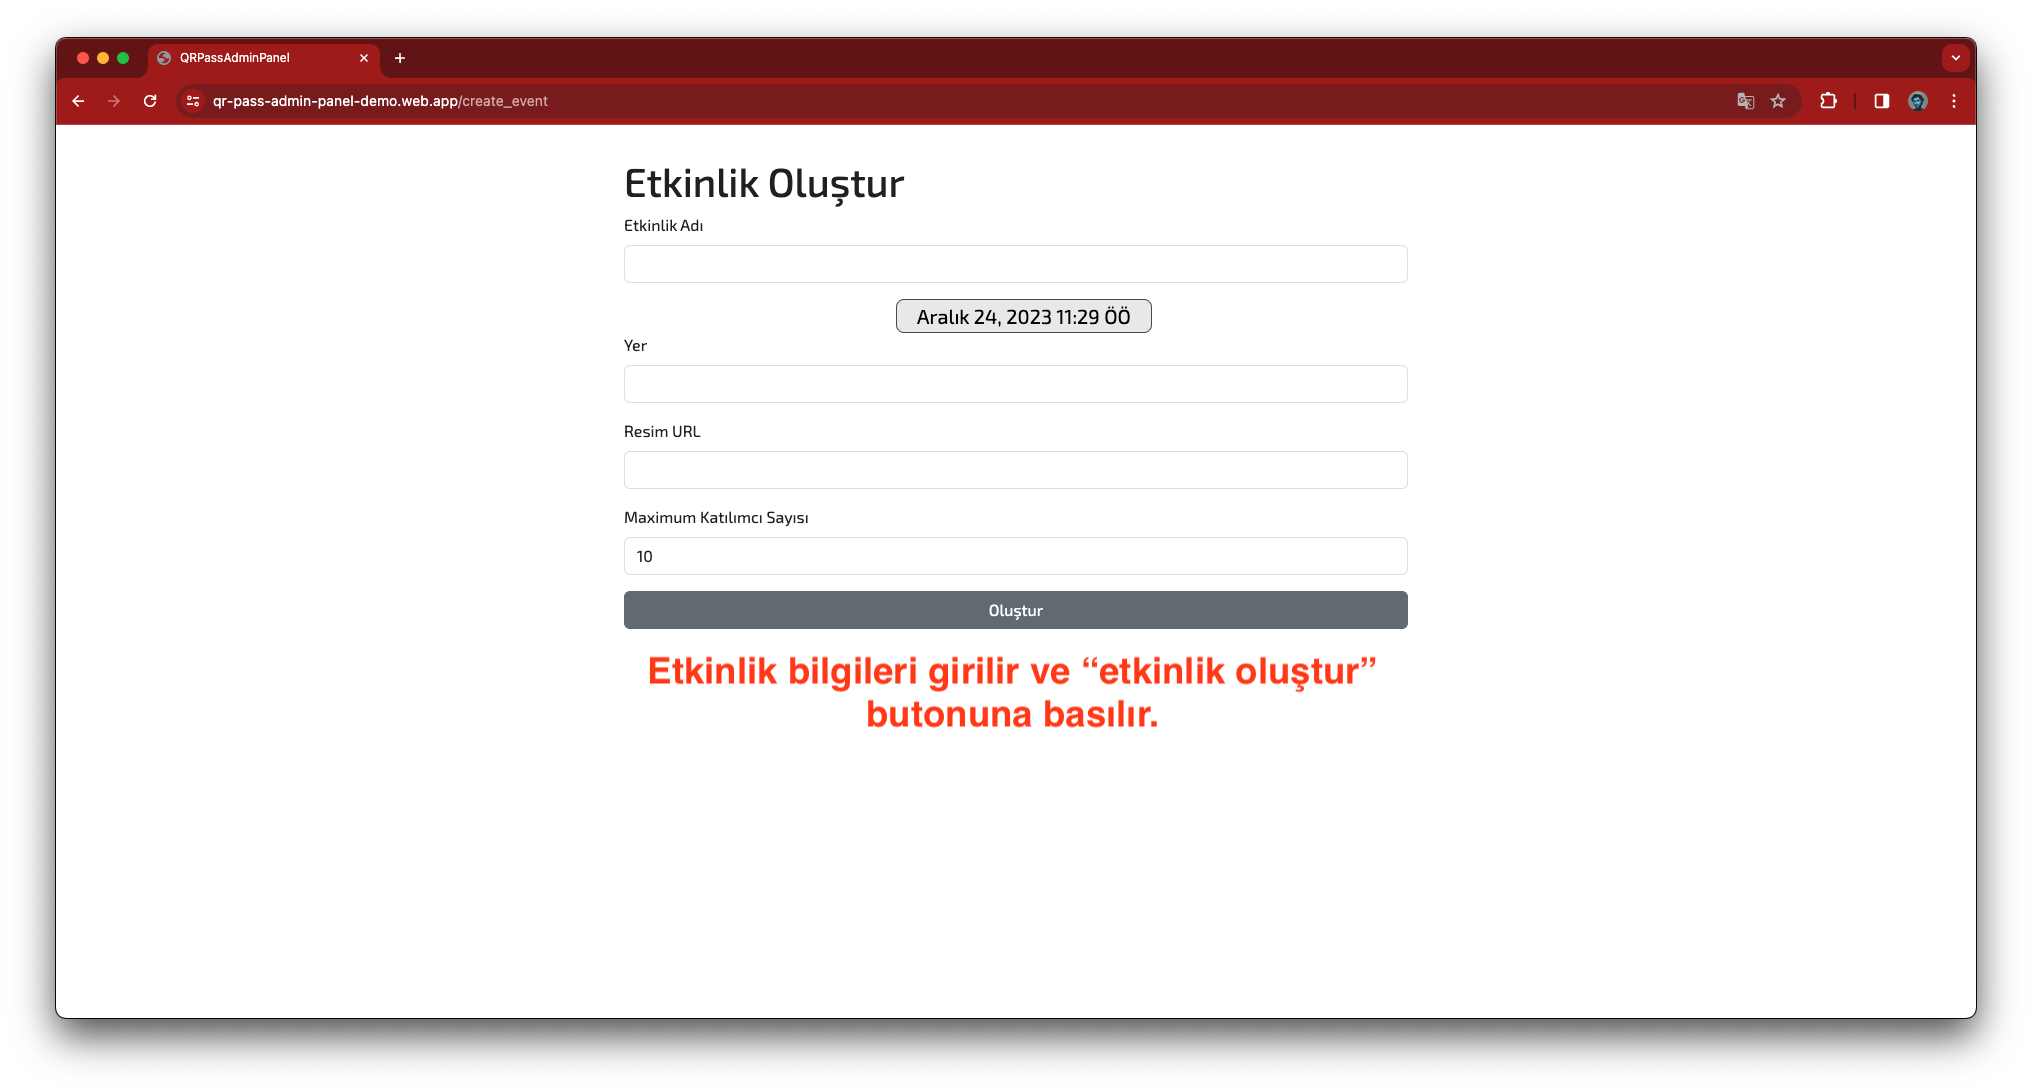 QRPassAdminPanel
qr-pass-admin-panel-demo.web.app/create_event
Etkinlik Oluştur
Etkinlik Adı
Aralık 24, 2023 11:29 ÖÖ
Yer
Resim URL
Maximum Katılımcı Sayısı
10
Oluştur
Etkinlik bilgileri girilir ve “etkinlik oluştur”
butonuna basılır.